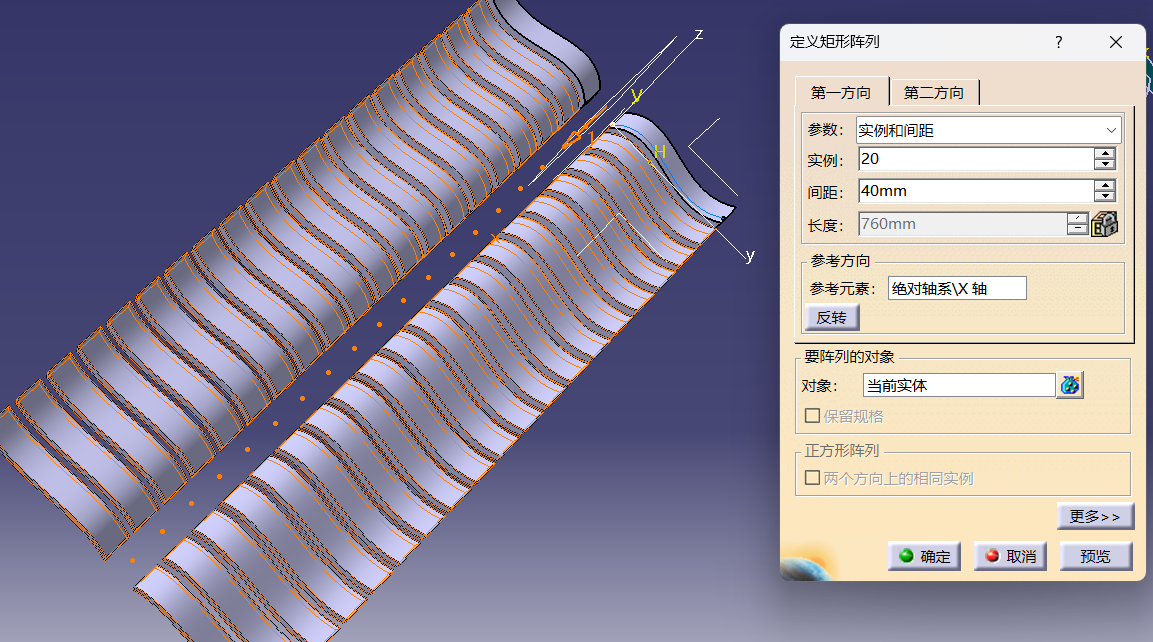 z
V
H
1
y
定义矩形阵列
?
第一方向 第二方向
参数： 实例和间距
实例： 20
间距： 40mm
长度： 760mm
参考方向
参考元素： 绝对轴系\X 轴
反转
要阵列的对象
对象： 当前实体
保留规格
正方形阵列
两个方向上的相同实例
更多>>
确定 取消 预览